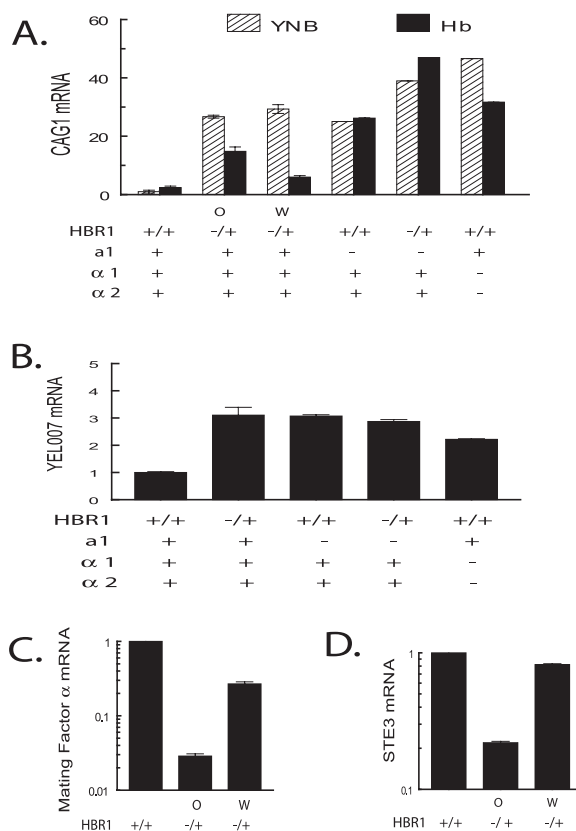 A.
YNB Hb
CAG1 mRNA
60
40
20
0
O W
HBR1 +/+ -/+ -/+ +/+ -/+ +/+
a1 + + + - - +
α 1 + + + + + -
α 2 + + + + + -
B.
YEL007 mRNA
5
4
3
2
1
0
HBR1 +/+ -/+ +/+ -/+ +/+
a1 + + - - +
α 1 + + + + -
α 2 + + + + -
C.
Mating Factor α mRNA
1
0.1
0.01
O W
HBR1 +/+ -/+ -/+
D.
STE3 mRNA
1
0.1
O W
HBR1 +/+ -/+ -/+